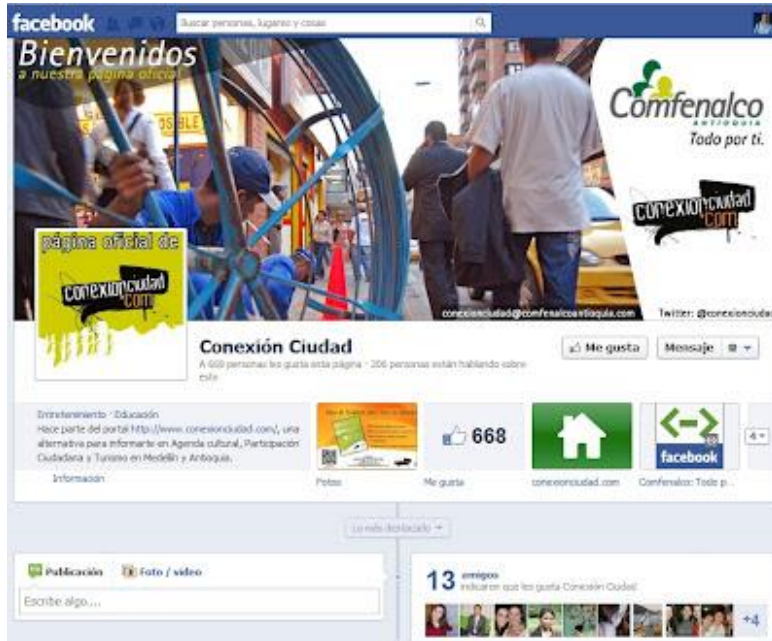 facebook
Buscar personas, lugares y cosas
Bienvenidos
a nuestra página oficial
Comfenalco
ANTIOQUIA
Todo por ti.
conexionciudad
.com
página oficial de
conexionciudad
.com
conexionciudad@comfenalcoantioquia.com
Twitter: @conexionciudad
Conexión Ciudad
A 668 personas les gusta esta página · 206 personas están hablando sobre
esto
Me gusta
Mensaje
Entretenimiento · Educación
Hace parte del portal http://www.conexionciudad.com/, una
alternativa para informarte en Agenda cultural, Participación
Ciudadana y Turismo en Medellín y Antioquia.
Información
668
facebook
4
Fotos
Me gusta
conexionciudad.com
Comfenalco: Todo p...
Lo más destacado
Publicación
Foto / video
Escribe algo....
13 amigos
indicaron que les gusta Conexión Ciudad
+4